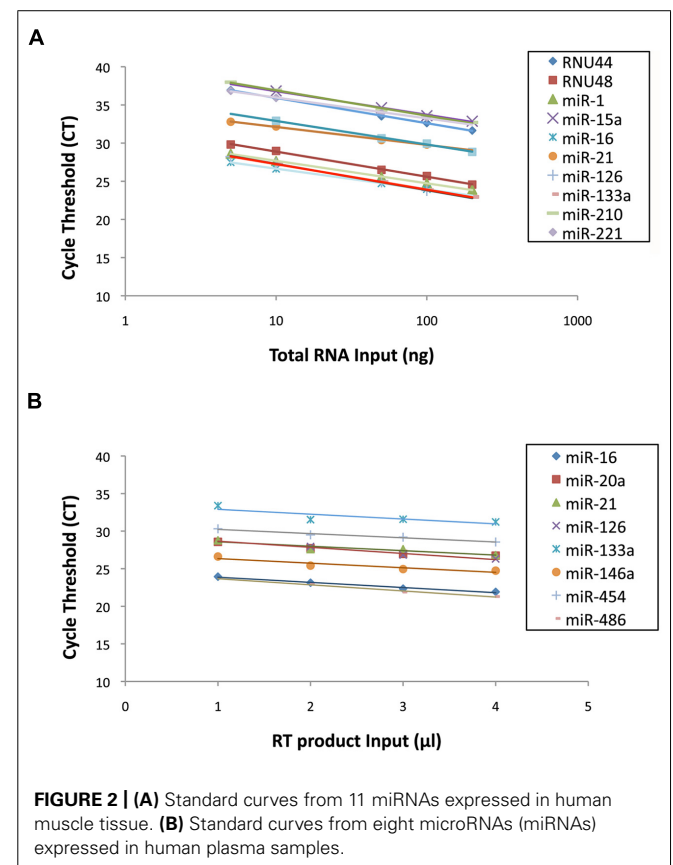 A
Cycle Threshold (CT)
40
35
30
25
20
15
10
1
10
100
1000
Total RNA Input (ng)
RNU44
RNU48
miR-1
miR-15a
miR-16
miR-21
miR-126
miR-133a
miR-210
miR-221
B
Cycle Threshold (CT)
40
35
30
25
20
15
10
0
1
2
3
4
5
RT product Input (µl)
miR-16
miR-20a
miR-21
miR-126
miR-133a
miR-146a
miR-454
miR-486
FIGURE 2 | (A) Standard curves from 11 miRNAs expressed in human
muscle tissue. (B) Standard curves from eight microRNAs (miRNAs)
expressed in human plasma samples.